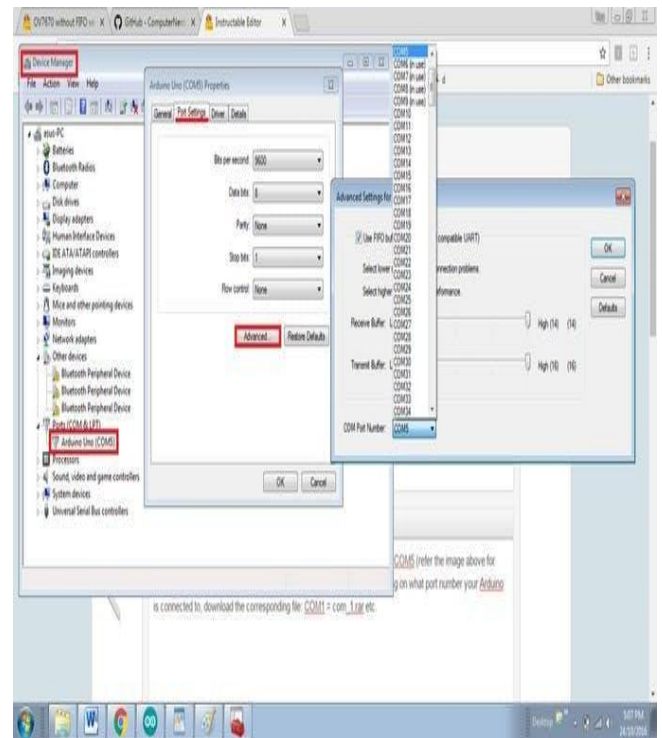 OV7670 without FIFO
GitHub - ComputerNerd
Instructable Editor
Other bookmarks
Device Manager
File Action View Help
asus-PC
Batteries
Bluetooth Radios
Computer
Disk drives
Display adapters
Human Interface Devices
IDE ATA/ATAPI controllers
Imaging devices
Keyboards
Mice and other pointing devices
Monitors
Network adapters
Other devices
Bluetooth Peripheral Device
Bluetooth Peripheral Device
Bluetooth Peripheral Device
Ports (COM & LPT)
Arduino Uno (COM5)
Processors
Sound, video and game controllers
System devices
Universal Serial Bus controllers
Arduino Uno (COM5) Properties
General Port Settings Driver Details
Bits per second: 9600
Data bits: 8
Parity: None
Stop bits: 1
Flow control: None
Advanced... Restore Defaults
OK Cancel
COM5
COM6 (in use)
COM7 (in use)
COM8 (in use)
COM9 (in use)
COM10
COM11
COM12
COM13
COM14
COM15
COM16
COM17
COM18
COM19
COM20
COM21
COM22
COM23
COM24
COM25
COM26
COM27
COM28
COM29
COM30
COM31
COM32
COM33
COM34
Advanced Settings for
Use FIFO buf compatible UART)
Select lower nnection problems.
Select higher
Receive Buffer: L High (14) (14)
Transmit Buffer: L High (16) (16)
COM Port Number: COM5
OK
Cancel
Defaults
COM5 (refer the image above for
g on what port number your Arduino
is connected to, download the corresponding file: COM1 = com_1.rar etc.
Desktop
5:07 PM
24/10/2016